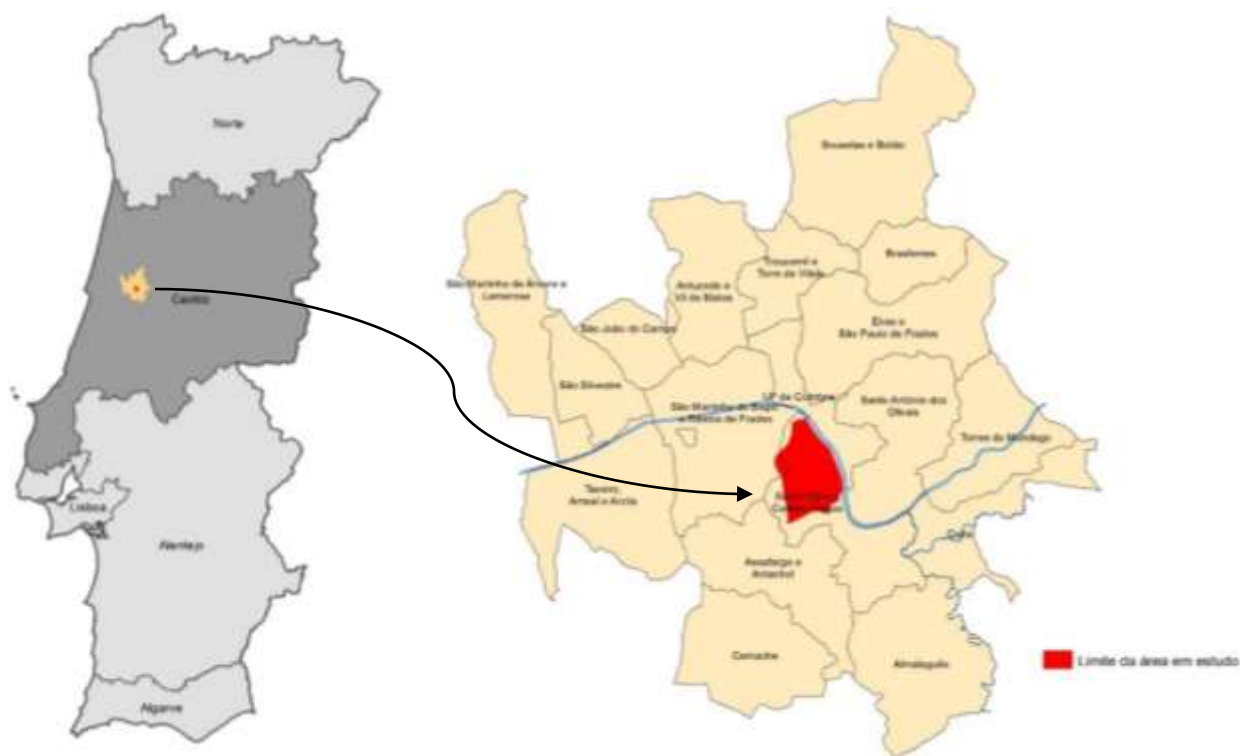 Norte
Centro
Lisboa
Alentejo
Algarve
Brasfemes
Trouxemil e
Torre de Vilela
Antuzede e
Vil de Matos
São João do Campo
São Silvestre
Eiras e
São Paulo de Frades
UF de Coimbra
Santo António dos
Olivais
São Martinho do Bispo
e Ribeira de Frades
Torres do Mondego
Taveiro,
Ameal e Arzila
Ceira
Assafarge e
Antanhol
Cernache
Almalaguês
Limite da área em estudo